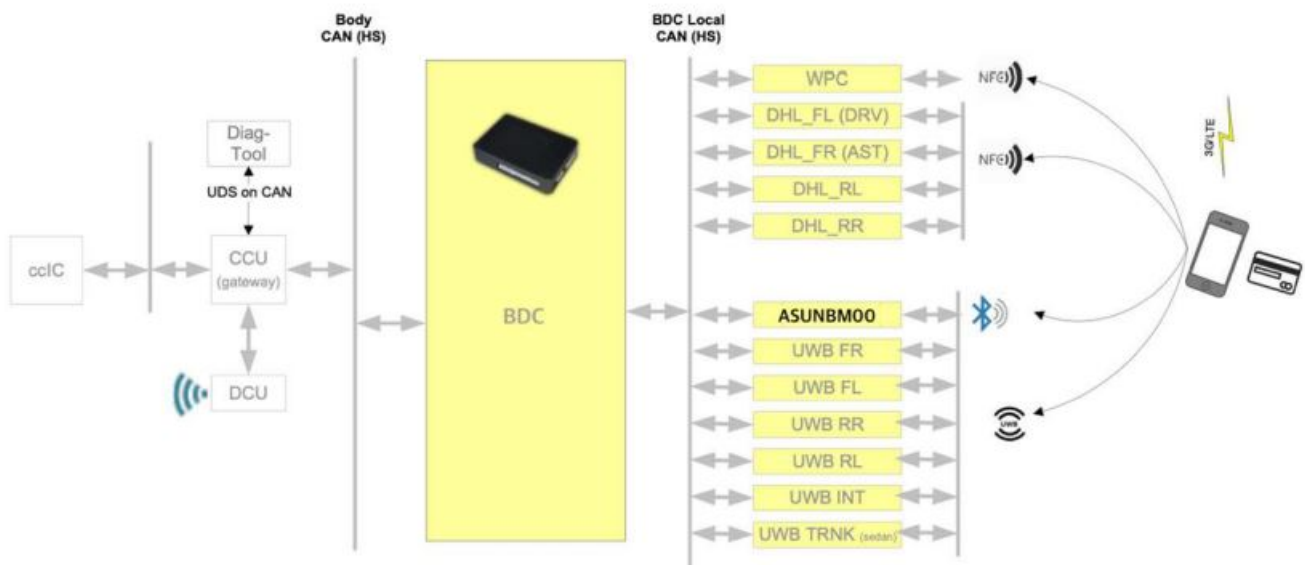 Body
CAN (HS)
BDC Local
CAN (HS)
WPC
NFC
DHL_FL (DRV)
DHL_FR (AST)
NFC
DHL_RL
DHL_RR
3G/LTE
Diag-
Tool
UDS on CAN
ccIC
CCU
(gateway)
DCU
BDC
ASUNBM00
UWB FR
UWB FL
UWB RR
UWB
UWB RL
UWB INT
UWB TRNK (sedan)